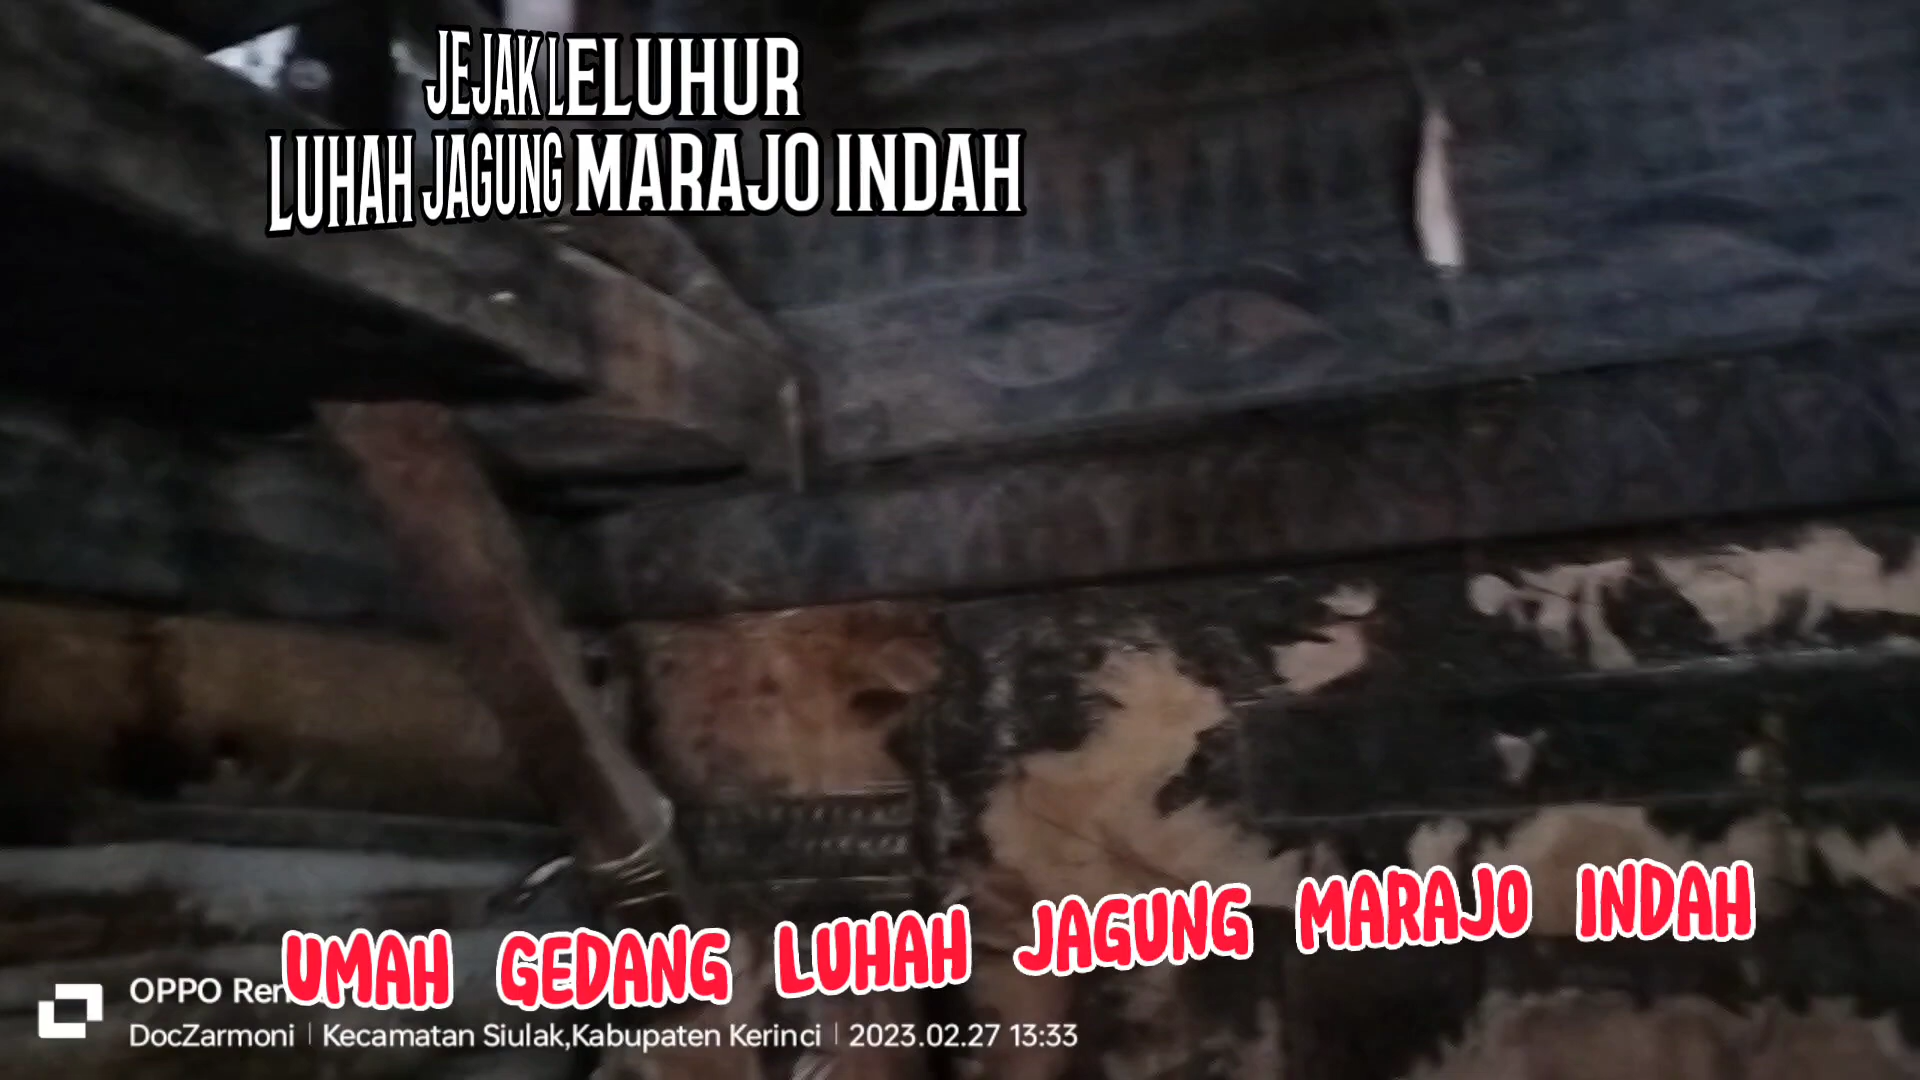 JEJAK LELUHUR
LUHAH JAGUNG MARAJO INDAH
UMAH GEDANG LUHAH JAGUNG MARAJO INDAH
OPPO
DocZarmoni | Kecamatan Siulak,Kabupaten Kerinci | 2023.02.27 13:33